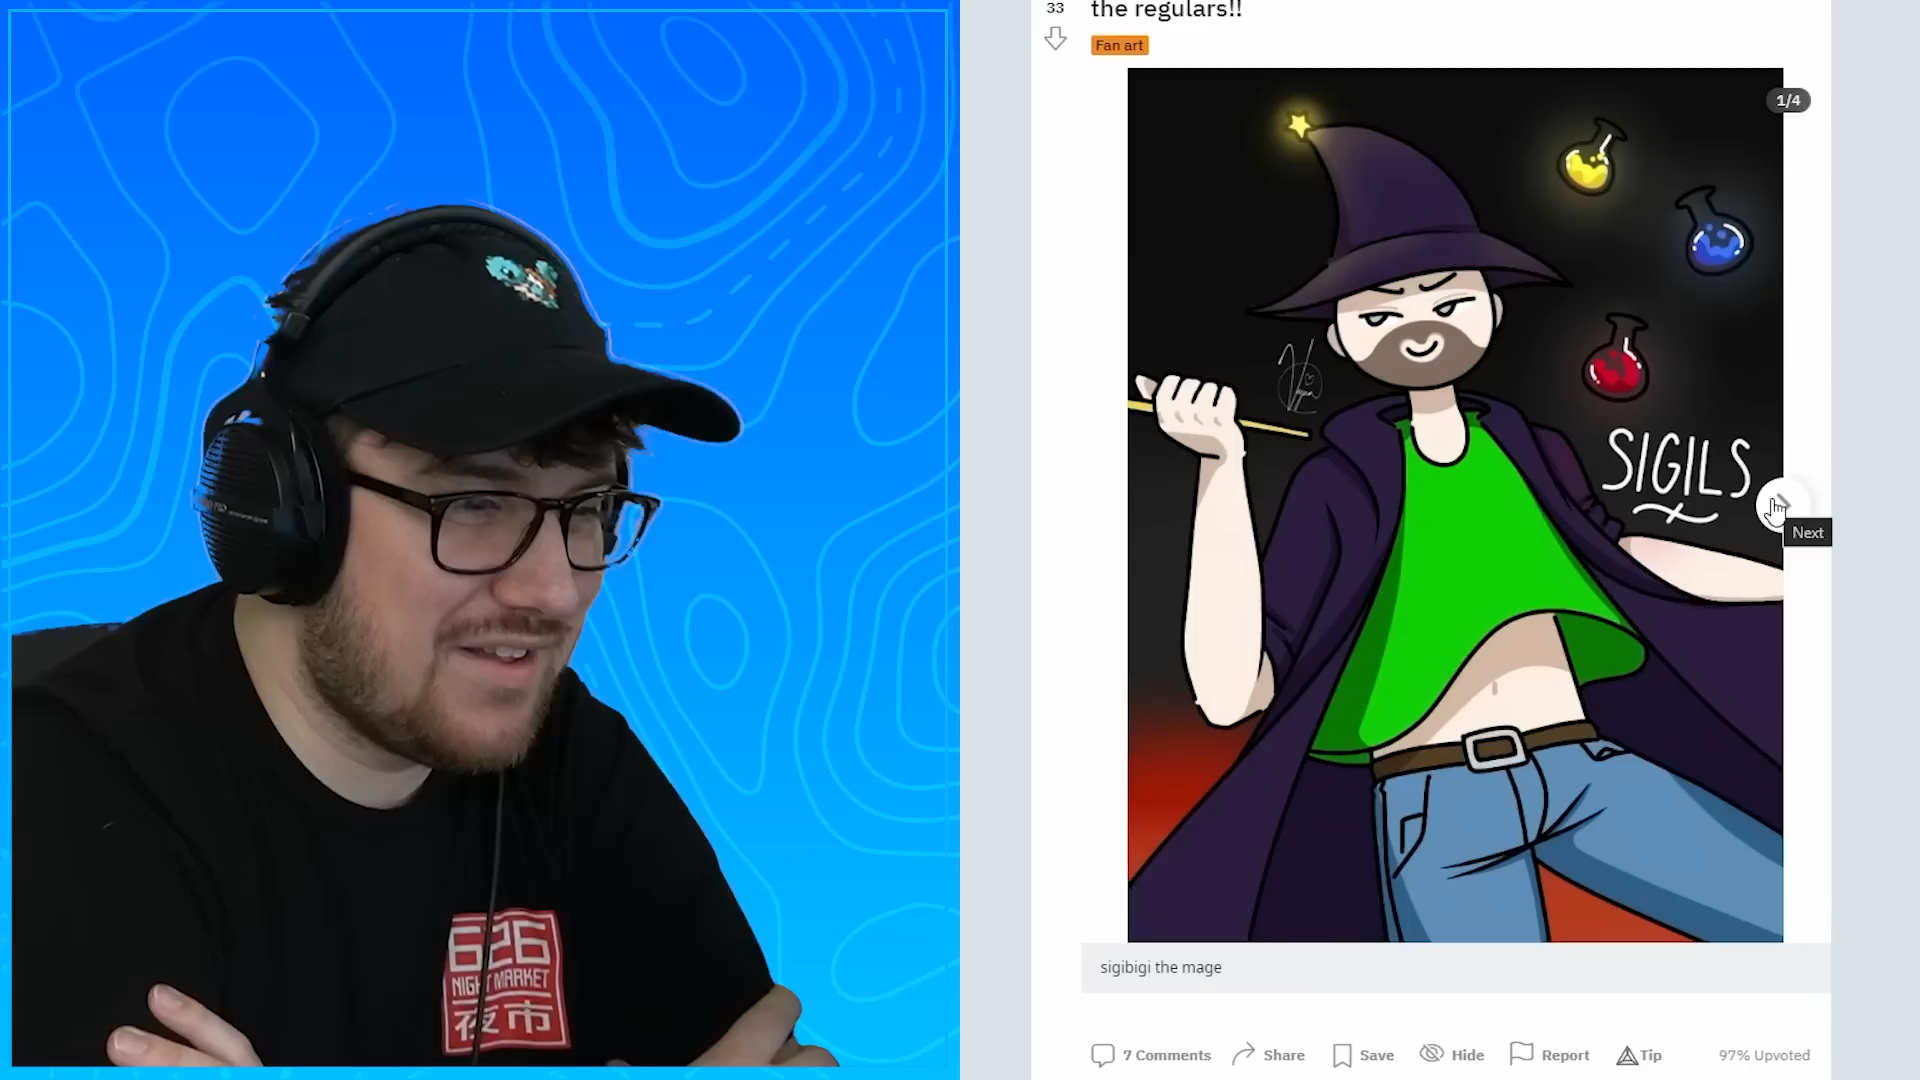 33
the regulars!!
Fan art
1/4
SIGILS
Next
626
NIGHT MARKET
夜市
sigibigi the mage
7 Comments
Share
Save
Hide
Report
Tip
97% Upvoted